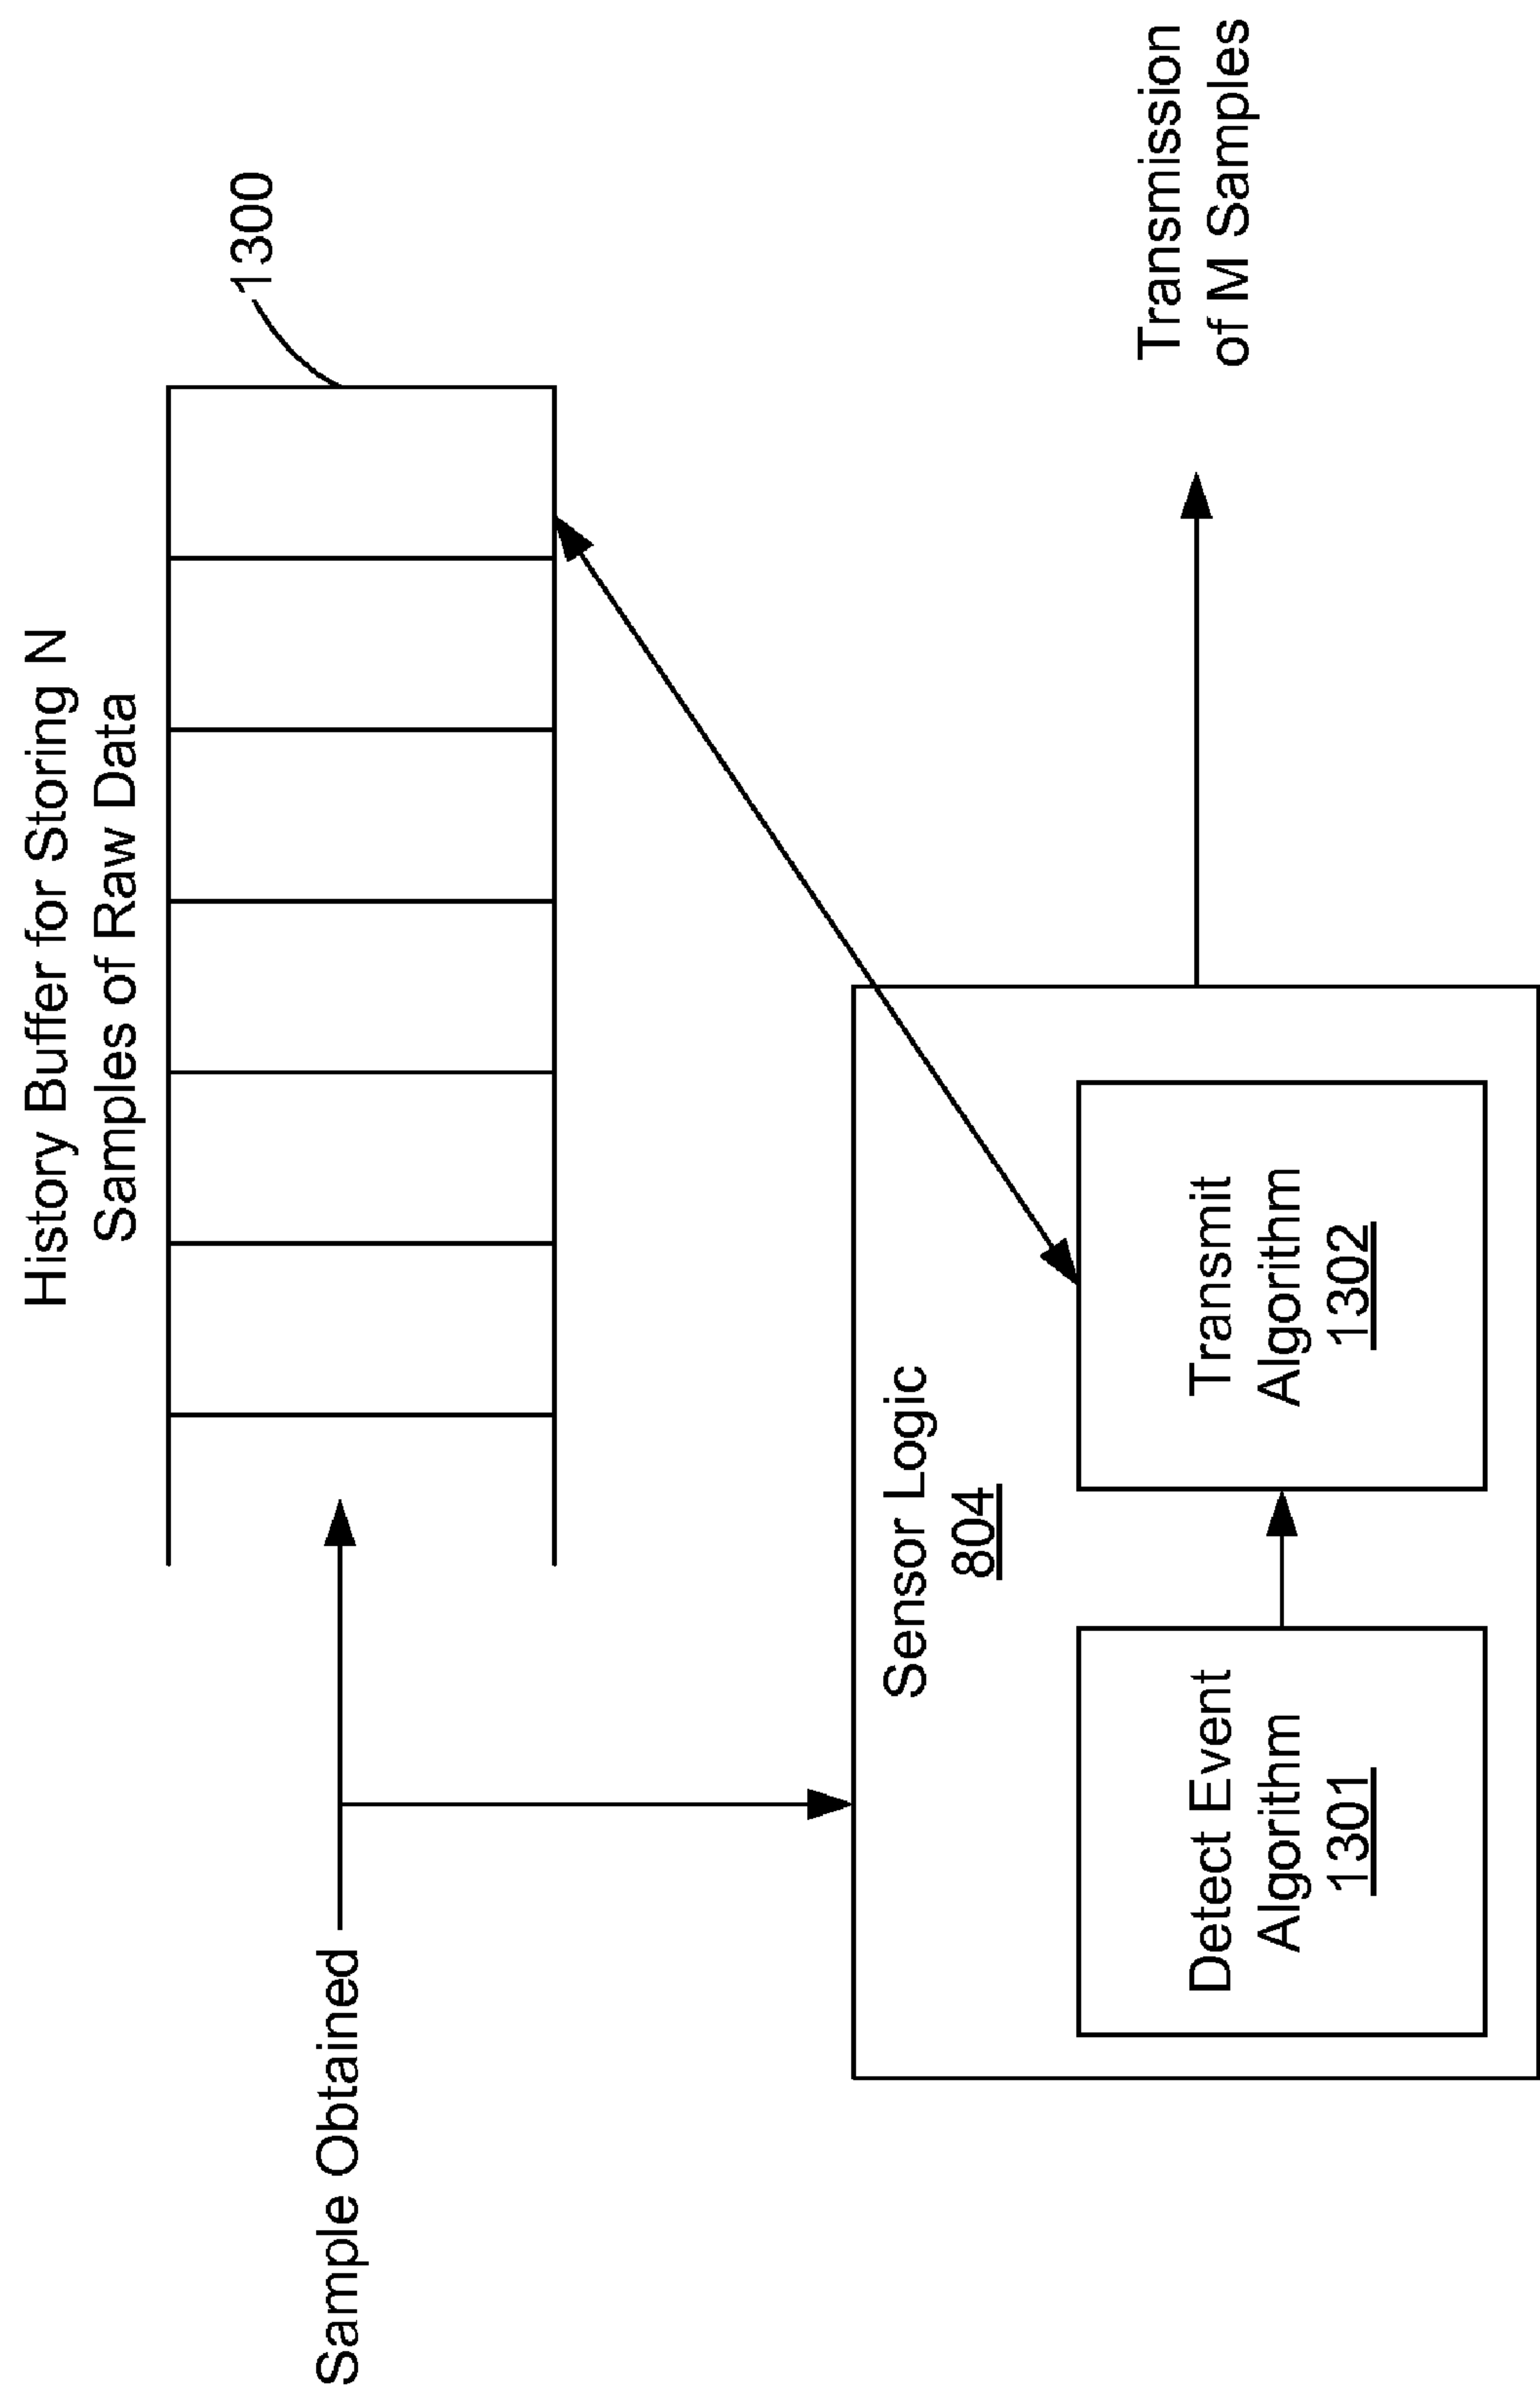 History Buffer for Storing N
Samples of Raw Data
1300
Sample Obtained
Sensor Logic
804
Detect Event
Algorithm
1301
Transmit
Algorithm
1302
Transmission
of M Samples